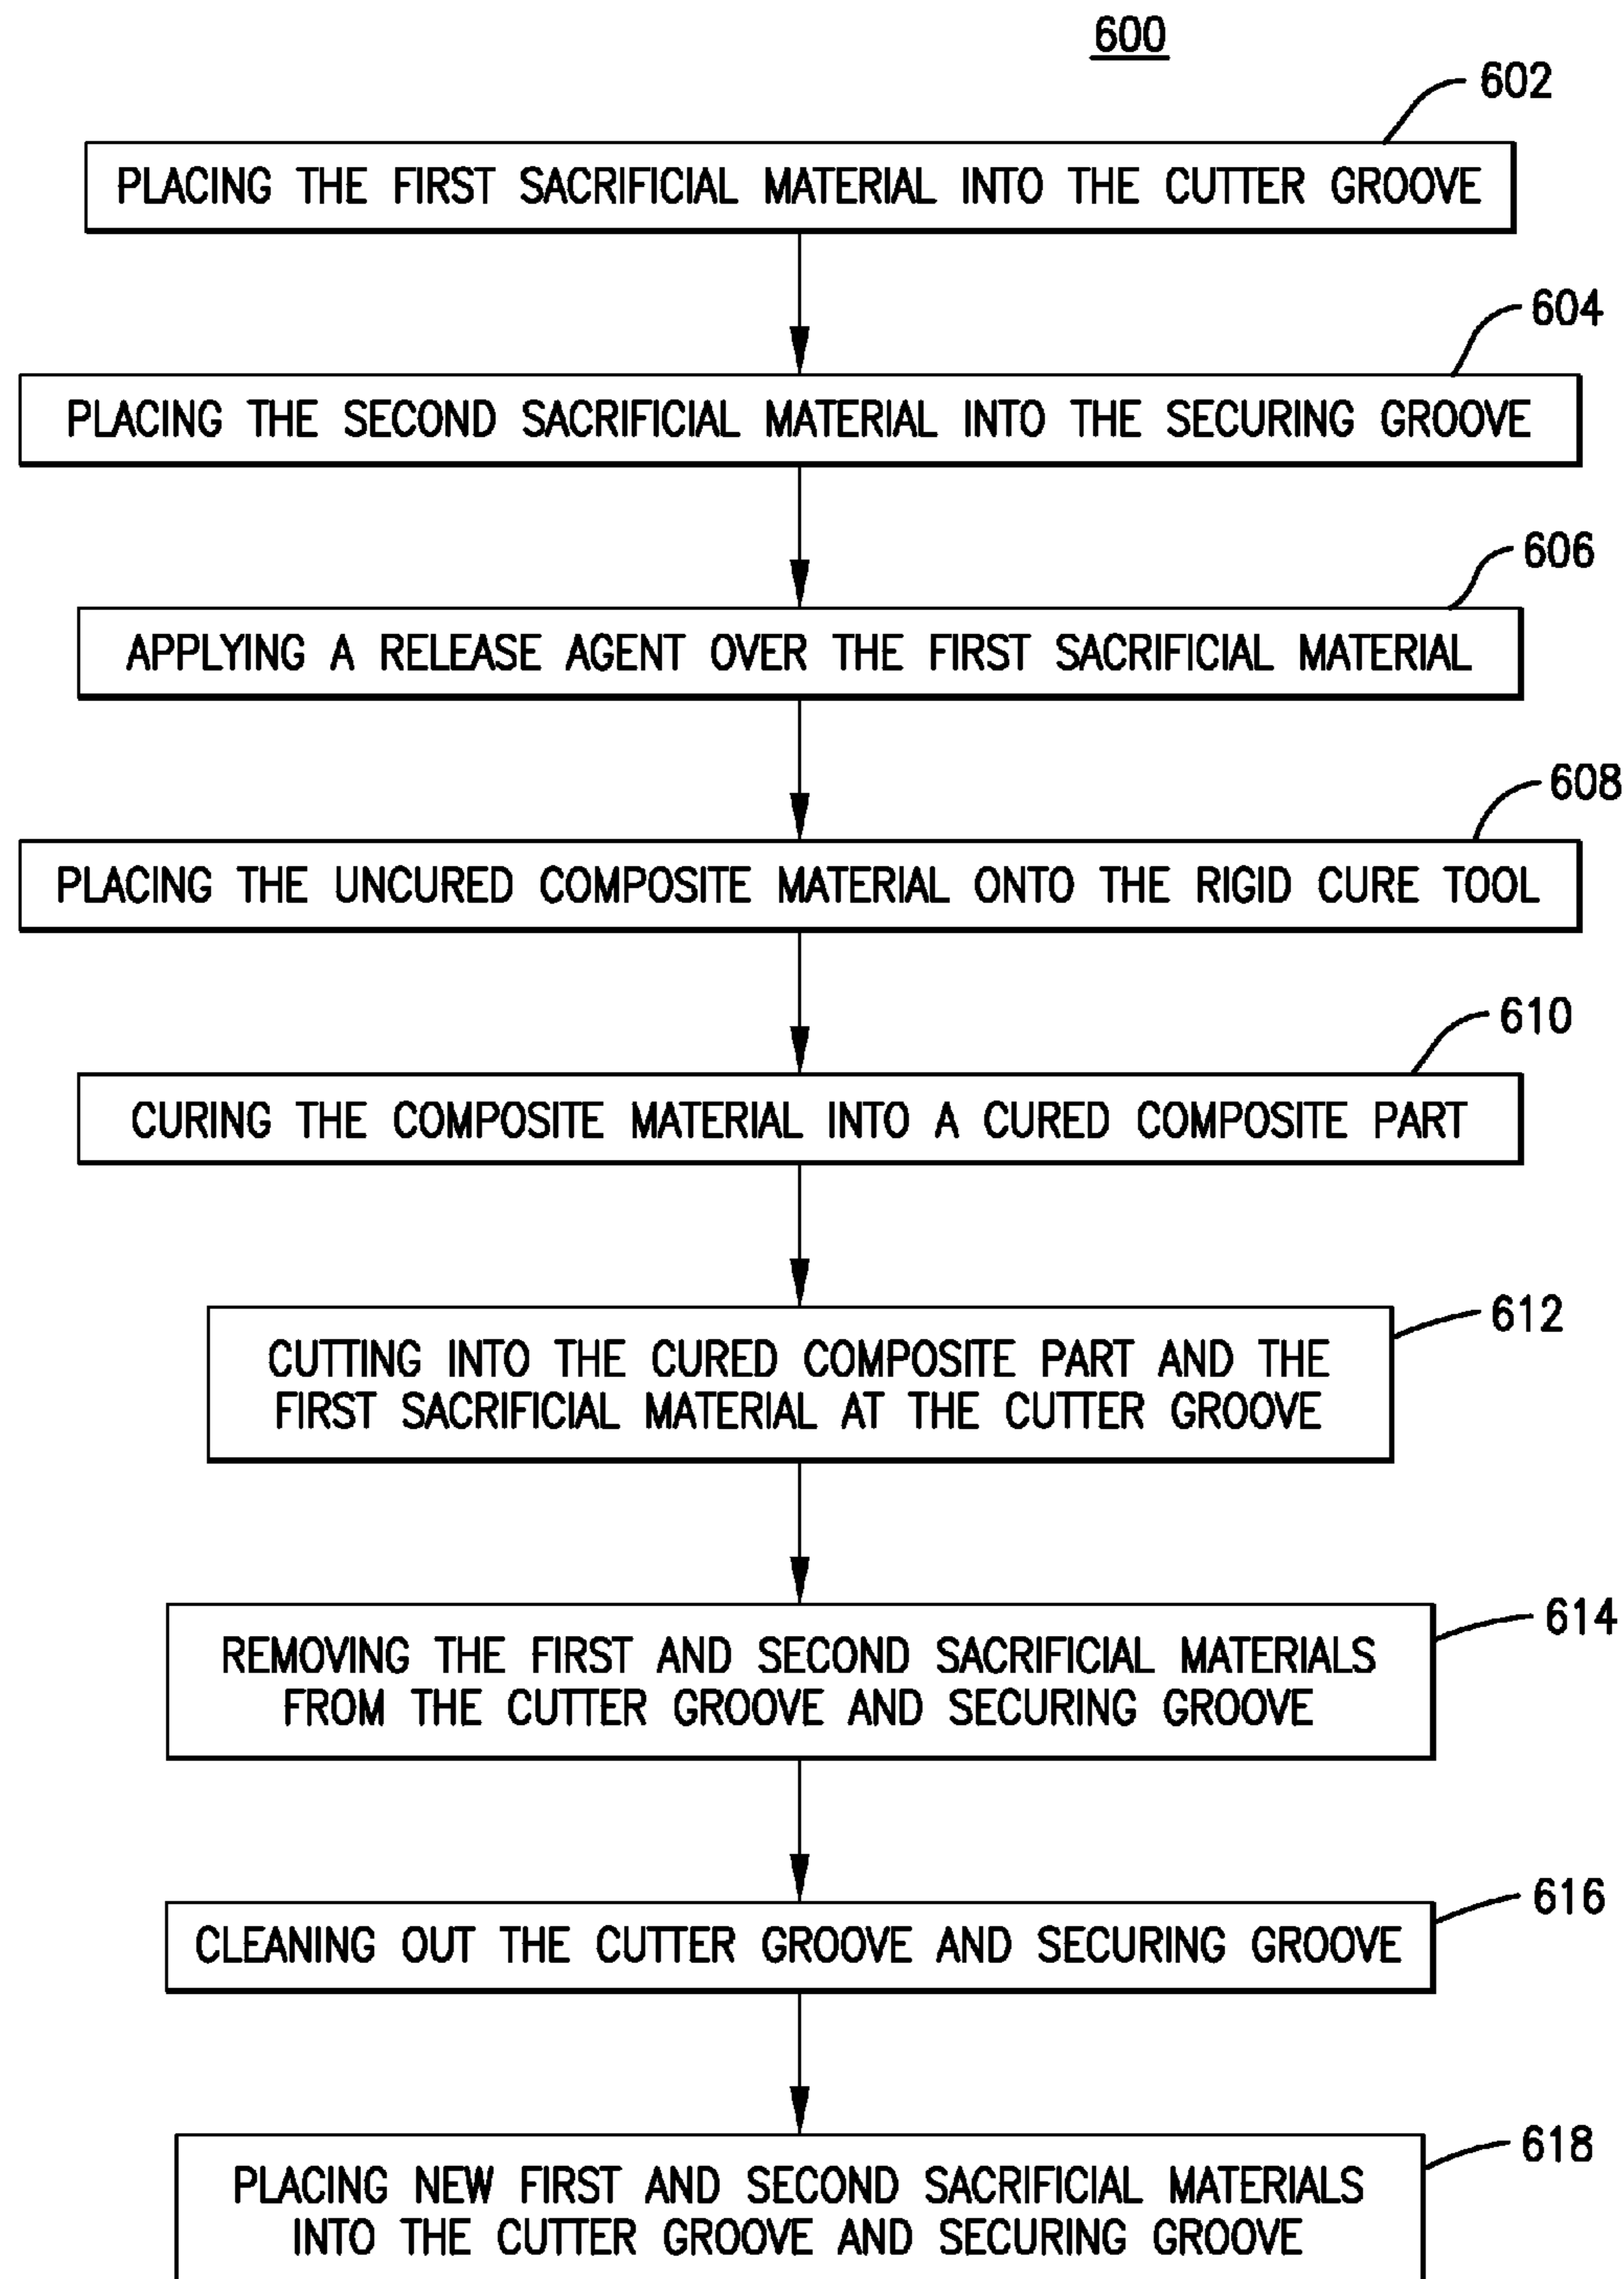 600
602
PLACING THE FIRST SACRIFICIAL MATERIAL INTO THE CUTTER GROOVE
604
PLACING THE SECOND SACRIFICIAL MATERIAL INTO THE SECURING GROOVE
606
APPLYING A RELEASE AGENT OVER THE FIRST SACRIFICIAL MATERIAL
608
PLACING THE UNCURED COMPOSITE MATERIAL ONTO THE RIGID CURE TOOL
610
CURING THE COMPOSITE MATERIAL INTO A CURED COMPOSITE PART
612
CUTTING INTO THE CURED COMPOSITE PART AND THE
FIRST SACRIFICIAL MATERIAL AT THE CUTTER GROOVE
614
REMOVING THE FIRST AND SECOND SACRIFICIAL MATERIALS
FROM THE CUTTER GROOVE AND SECURING GROOVE
616
CLEANING OUT THE CUTTER GROOVE AND SECURING GROOVE
618
PLACING NEW FIRST AND SECOND SACRIFICIAL MATERIALS
INTO THE CUTTER GROOVE AND SECURING GROOVE